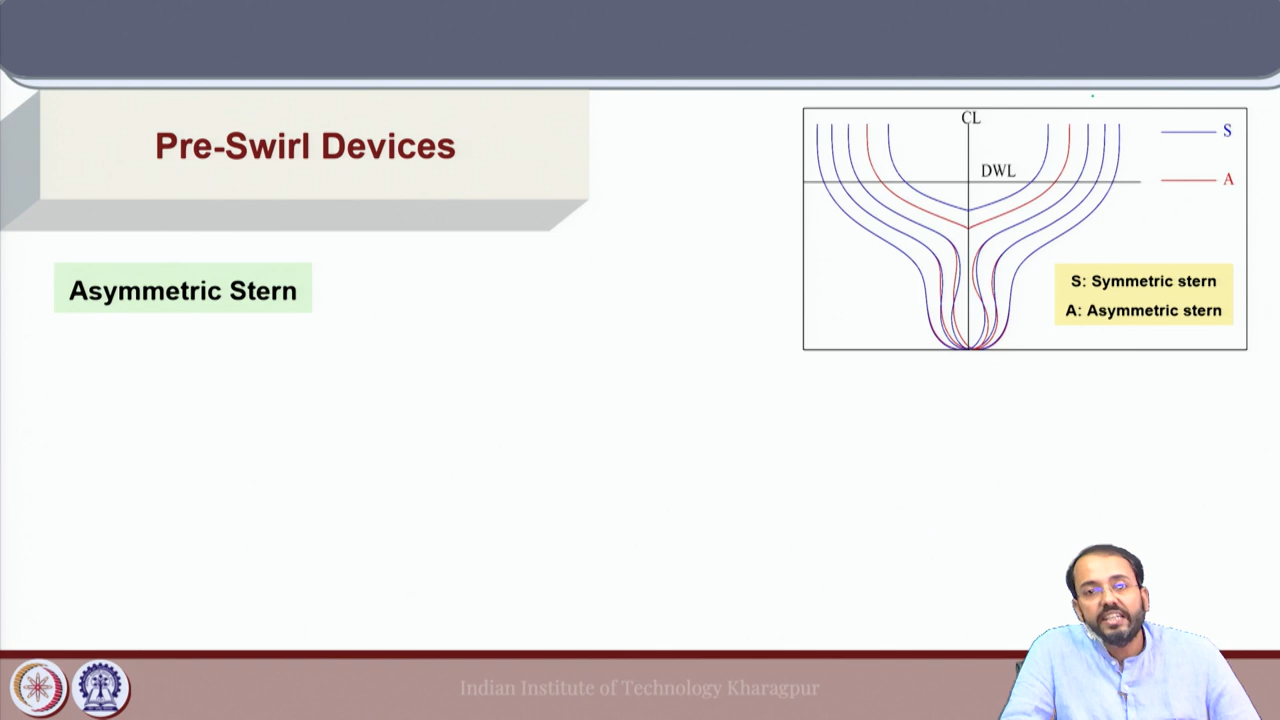 Pre-Swirl Devices
Asymmetric Stern
CL
DWL
S
A
S: Symmetric stern
A: Asymmetric stern
Indian Institute of Technology Kharagpur